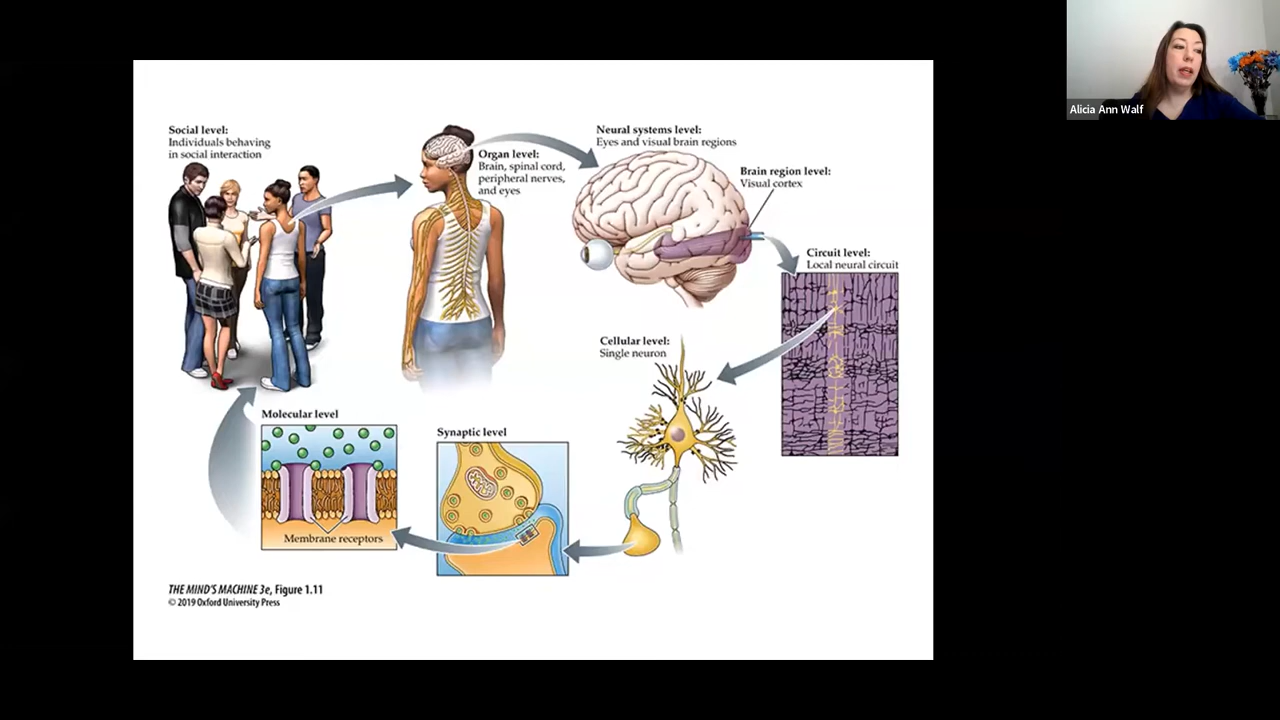 Alicia Ann Walf
Social level:
Individuals behaving
in social interaction
Organ level:
Brain, spinal cord,
peripheral nerves,
and eyes
Neural systems level:
Eyes and visual brain regions
Brain region level:
Visual cortex
Circuit level:
Local neural circuit
Cellular level:
Single neuron
Synaptic level
Molecular level
Membrane receptors
THE MIND'S MACHINE 3e, Figure 1.11
© 2019 Oxford University Press